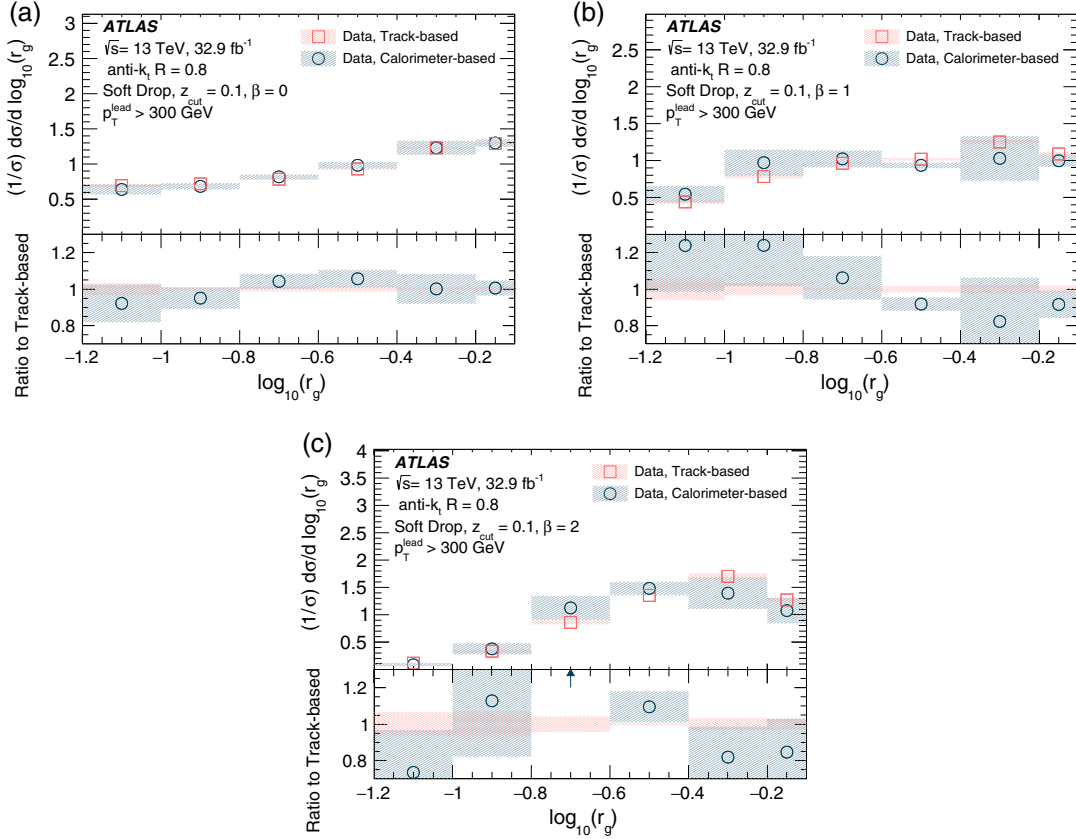 (a)
ATLAS
√s= 13 TeV, 32.9 fb⁻¹
anti-kₜ R = 0.8
Soft Drop, z_cut = 0.1, β = 0
p_T^lead > 300 GeV
Data, Track-based
Data, Calorimeter-based
(1/σ) dσ/d log₁₀(r_g)
3
2.5
2
1.5
1
0.5
Ratio to Track-based
1.2
1
0.8
−1.2 −1 −0.8 −0.6 −0.4 −0.2
log₁₀(r_g)
(b)
ATLAS
√s= 13 TeV, 32.9 fb⁻¹
anti-kₜ R = 0.8
Soft Drop, z_cut = 0.1, β = 1
p_T^lead > 300 GeV
Data, Track-based
Data, Calorimeter-based
(1/σ) dσ/d log₁₀(r_g)
2.5
2
1.5
1
0.5
Ratio to Track-based
1.2
1
0.8
−1.2 −1 −0.8 −0.6 −0.4 −0.2
log₁₀(r_g)
(c)
ATLAS
√s= 13 TeV, 32.9 fb⁻¹
anti-kₜ R = 0.8
Soft Drop, z_cut = 0.1, β = 2
p_T^lead > 300 GeV
Data, Track-based
Data, Calorimeter-based
(1/σ) dσ/d log₁₀(r_g)
4
3.5
3
2.5
2
1.5
1
0.5
Ratio to Track-based
1.2
1
0.8
−1.2 −1 −0.8 −0.6 −0.4 −0.2
log₁₀(r_g)